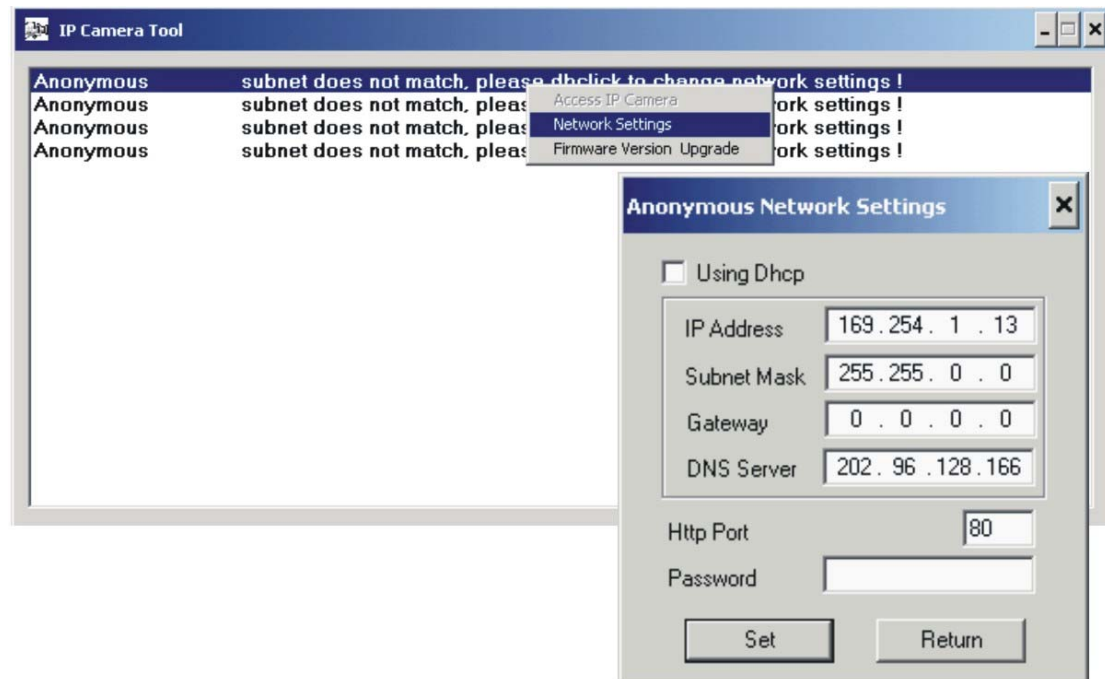 IP Camera Tool
Anonymous subnet does not match, please dbclick to change network settings !
Anonymous subnet does not match, pleas ork settings !
Anonymous subnet does not match, pleas ork settings !
Anonymous subnet does not match, pleas ork settings !
Access IP Camera
Network Settings
Firmware Version Upgrade
Anonymous Network Settings
Using Dhcp
IP Address 169 . 254 . 1 . 13
Subnet Mask 255 . 255 . 0 . 0
Gateway 0 . 0 . 0 . 0
DNS Server 202 . 96 . 128 . 166
Http Port 80
Password
Set Return